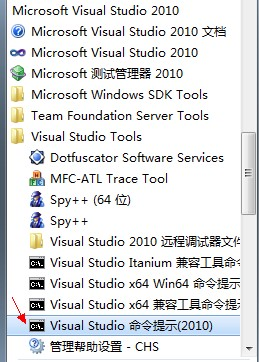 Microsoft Visual Studio 2010
Microsoft Visual Studio 2010 文档
Microsoft Visual Studio 2010
Microsoft 测试管理器 2010
Microsoft Windows SDK Tools
Team Foundation Server Tools
Visual Studio Tools
Dotfuscator Software Services
MFC-ATL Trace Tool
Spy++ (64 位)
Spy++
Visual Studio 2010 远程调试器文件
Visual Studio Itanium 兼容工具命令
Visual Studio x64 Win64 命令提示
Visual Studio x64 兼容工具命令提
Visual Studio 命令提示(2010)
管理帮助设置 - CHS